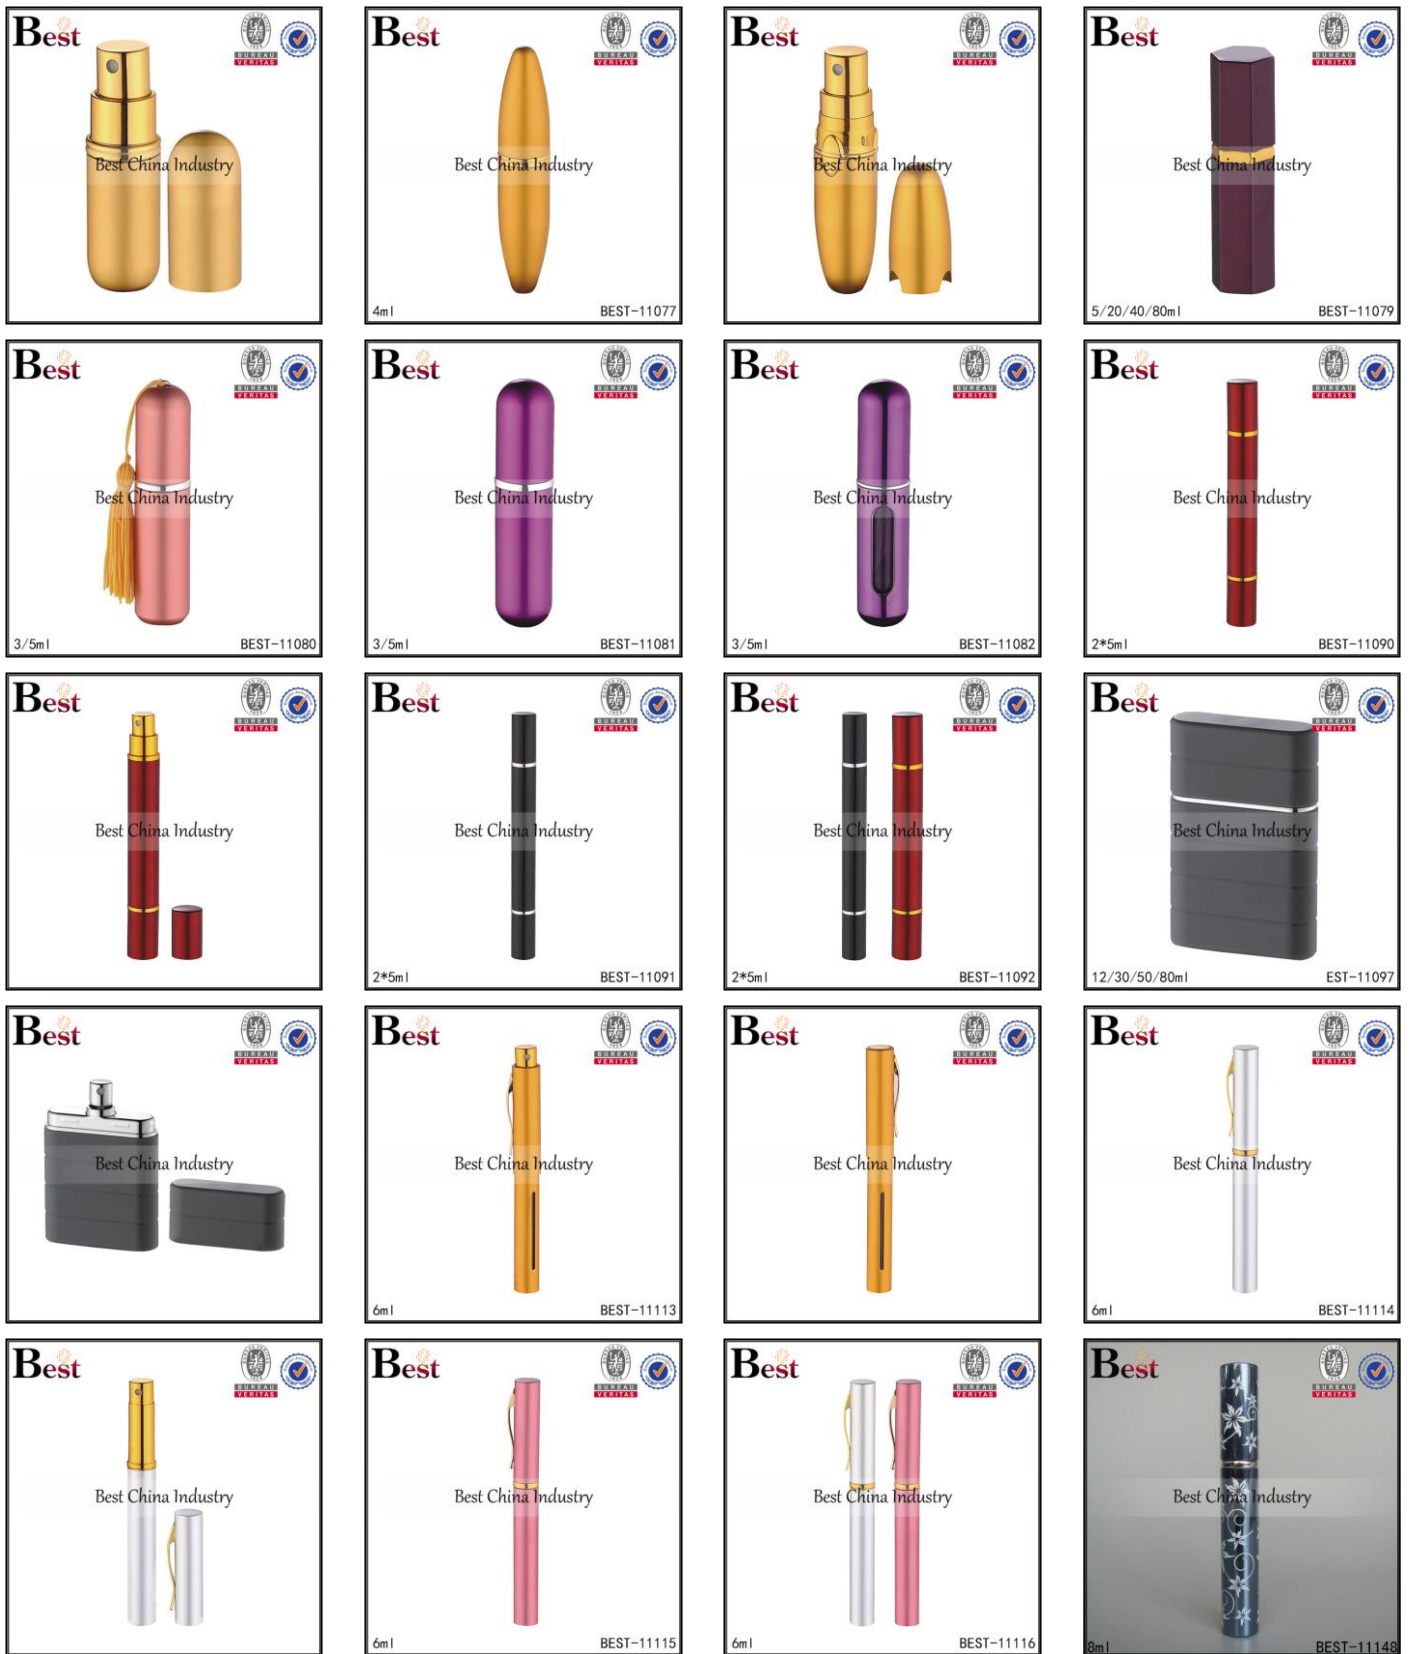 Best
BUREAU
VERITAS
Best China Industry
Best
BUREAU
VERITAS
Best China Industry
4ml BEST-11077
Best
BUREAU
VERITAS
Best China Industry
Best
BUREAU
VERITAS
Best China Industry
5/20/40/80ml BEST-11079
Best
BUREAU
VERITAS
Best China Industry
3/5ml BEST-11080
Best
BUREAU
VERITAS
Best China Industry
3/5ml BEST-11081
Best
BUREAU
VERITAS
Best China Industry
3/5ml BEST-11082
Best
BUREAU
VERITAS
Best China Industry
2*5ml BEST-11090
Best
BUREAU
VERITAS
Best China Industry
Best
BUREAU
VERITAS
Best China Industry
2*5ml BEST-11091
Best
BUREAU
VERITAS
Best China Industry
2*5ml BEST-11092
Best
BUREAU
VERITAS
Best China Industry
12/30/50/80ml EST-11097
Best
BUREAU
VERITAS
Best China Industry
Best
BUREAU
VERITAS
Best China Industry
6ml BEST-11113
Best
BUREAU
VERITAS
Best China Industry
Best
BUREAU
VERITAS
Best China Industry
6ml BEST-11114
Best
BUREAU
VERITAS
Best China Industry
Best
BUREAU
VERITAS
Best China Industry
6ml BEST-11115
Best
BUREAU
VERITAS
Best China Industry
6ml BEST-11116
Best
BUREAU
VERITAS
Best China Industry
8ml BEST-11148